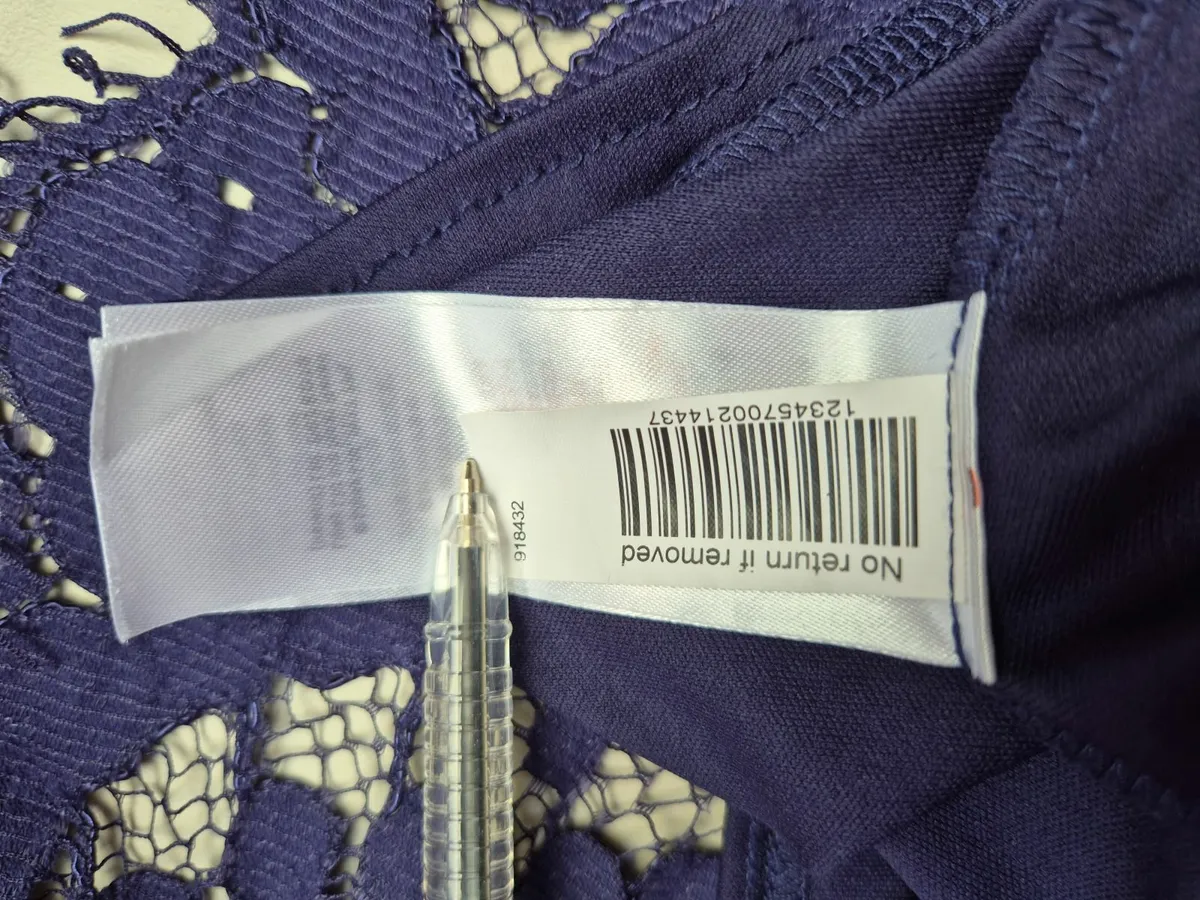 No return if removed
12345700214437
918432